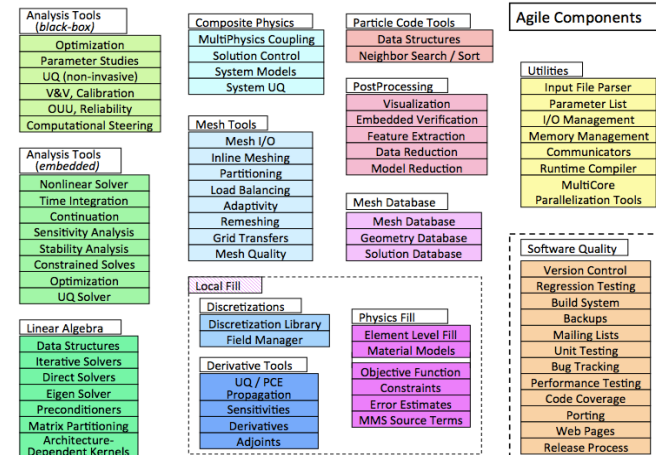 Analysis Tools
(black-box)
Optimization
Parameter Studies
UQ (non-invasive)
V&V, Calibration
OUU, Reliability
Computational Steering
Analysis Tools
(embedded)
Nonlinear Solver
Time Integration
Continuation
Sensitivity Analysis
Stability Analysis
Constrained Solves
Optimization
UQ Solver
Linear Algebra
Data Structures
Iterative Solvers
Direct Solvers
Eigen Solver
Preconditioners
Matrix Partitioning
Architecture-
Dependent Kernels
Composite Physics
MultiPhysics Coupling
Solution Control
System Models
System UQ
Mesh Tools
Mesh I/O
Inline Meshing
Partitioning
Load Balancing
Adaptivity
Remeshing
Grid Transfers
Mesh Quality
Particle Code Tools
Data Structures
Neighbor Search / Sort
PostProcessing
Visualization
Embedded Verification
Feature Extraction
Data Reduction
Model Reduction
Mesh Database
Mesh Database
Geometry Database
Solution Database
Local Fill
Discretizations
Discretization Library
Field Manager
Derivative Tools
UQ / PCE
Propagation
Sensitivities
Derivatives
Adjoints
Physics Fill
Element Level Fill
Material Models
Objective Function
Constraints
Error Estimates
MMS Source Terms
Agile Components
Utilities
Input File Parser
Parameter List
I/O Management
Memory Management
Communicators
Runtime Compiler
MultiCore
Parallelization Tools
Software Quality
Version Control
Regression Testing
Build System
Backups
Mailing Lists
Unit Testing
Bug Tracking
Performance Testing
Code Coverage
Porting
Web Pages
Release Process